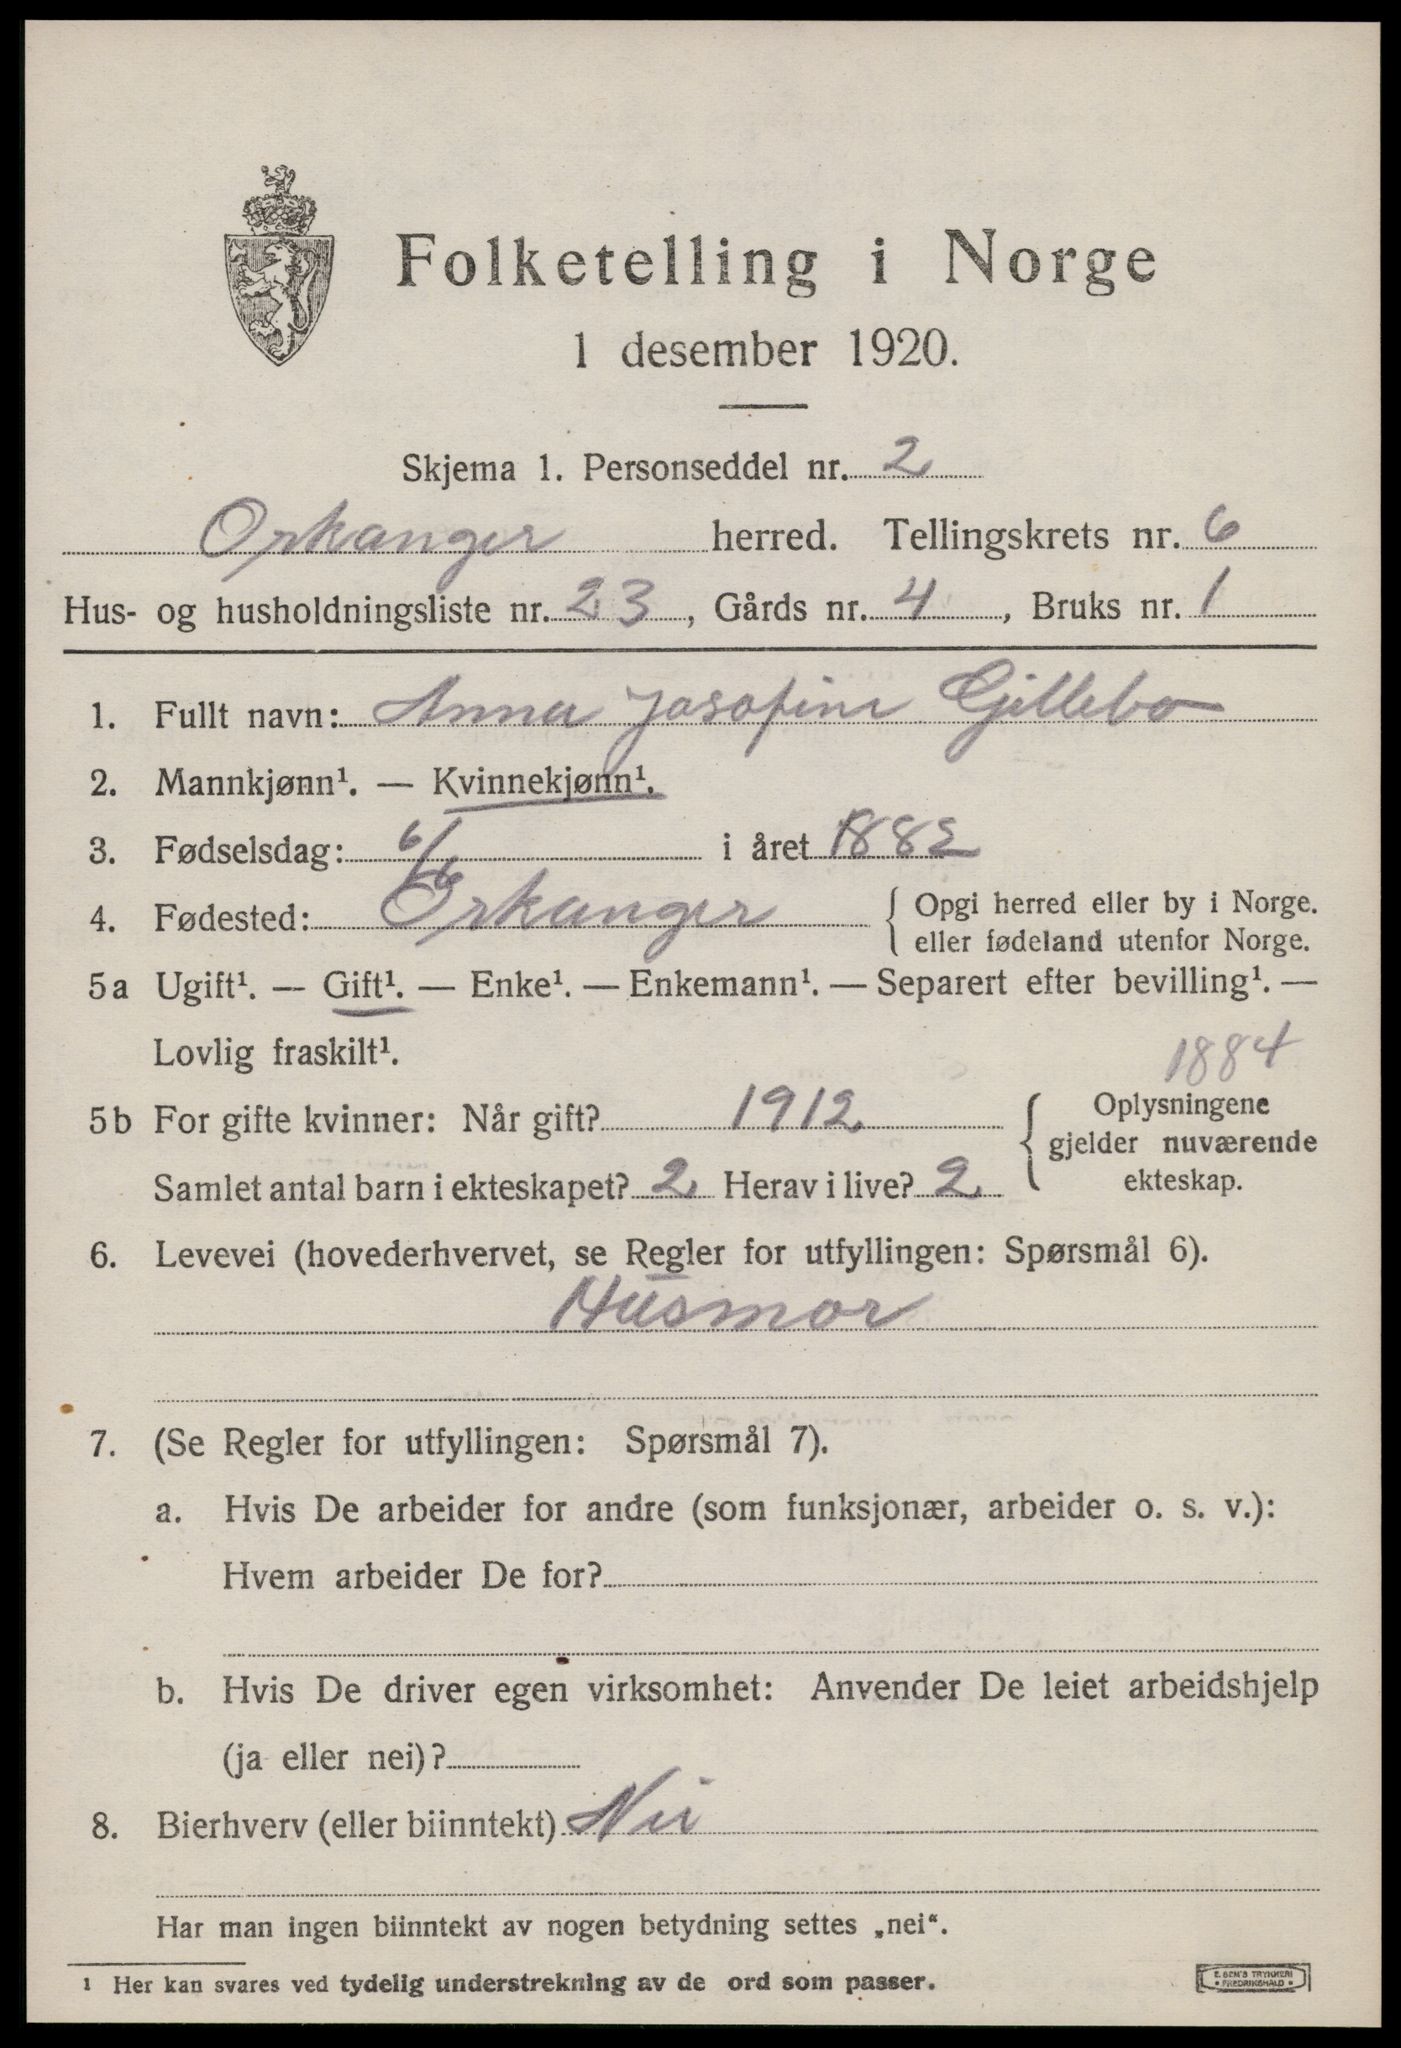 Folketelling i Norge
1 desember 1920.
Skjema 1. Personseddel nr. 2
Orkanger herred. Tellingskrets nr. 6
Hus- og husholdningsliste nr. 23, Gårds nr. 4, Bruks nr. 1
1. Fullt navn: Anna Josofine Gjillebo
2. Mannkjønn¹. — Kvinnekjønn¹.
3. Fødselsdag: 6/6 i året 1882
4. Fødested: Orkanger { Opgi herred eller by i Norge.
eller fødeland utenfor Norge.
5a Ugift¹. — Gift¹. — Enke¹. — Enkemann¹. — Separert efter bevilling¹. —
Lovlig fraskilt¹.
1884
5b For gifte kvinner: Når gift? 1912 { Oplysningene
gjelder nuværende
Samlet antal barn i ekteskapet? 2 Herav i live? 2 ekteskap.
6. Levevei (hovederhvervet, se Regler for utfyllingen: Spørsmål 6).
Husmor
7. (Se Regler for utfyllingen: Spørsmål 7).
a. Hvis De arbeider for andre (som funksjonær, arbeider o. s. v.):
Hvem arbeider De for?
b. Hvis De driver egen virksomhet: Anvender De leiet arbeidshjelp
(ja eller nei)?
8. Bierhverv (eller biinntekt) Nei
Har man ingen biinntekt av nogen betydning settes „nei“.
1 Her kan svares ved tydelig understrekning av de ord som passer.
E. SEM'S TRYKKERI
• FREDRIKSHALD •